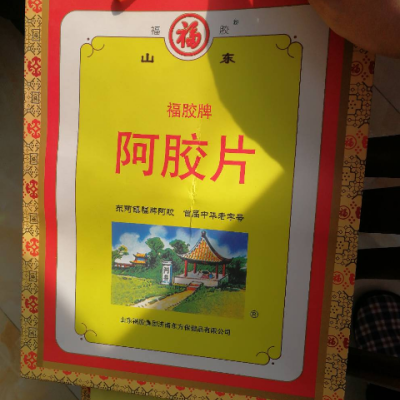 福 福 胶®
山 东
福胶牌
阿胶片
东阿镇福牌阿胶 首届中华老字号